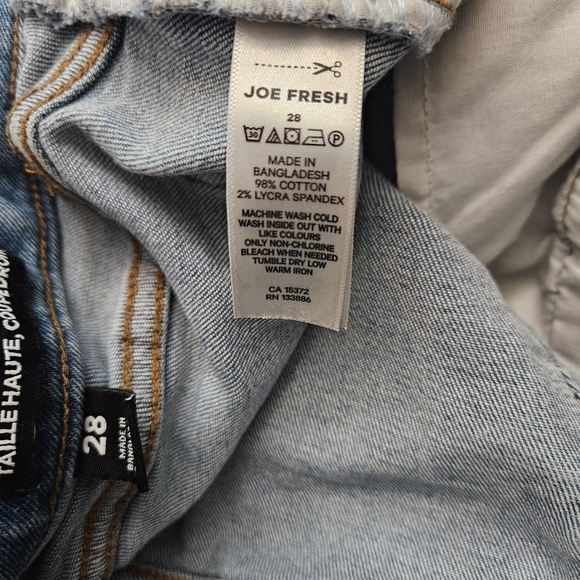 JOE FRESH
28
30 P
MADE IN
BANGLADESH
98% COTTON
2% LYCRA SPANDEX
MACHINE WASH COLD
WASH INSIDE OUT WITH
LIKE COLOURS
ONLY NON-CHLORINE
BLEACH WHEN NEEDED
TUMBLE DRY LOW
WARM IRON
CA 15372
RN 133886
TAILLE HAUTE,
28
MADE IN